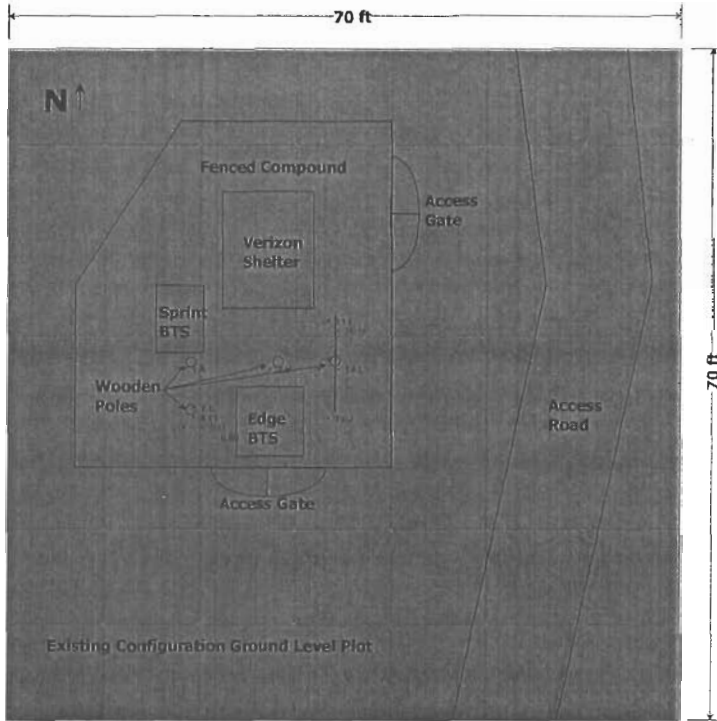 70 ft
N
Fenced Compound
Access
Gate
Verizon
Shelter
Sprint
BTS
70 ft
Wooden
Poles
Access
Road
Edge
BTS
Access Gate
Existing Configuration Ground Level Plot